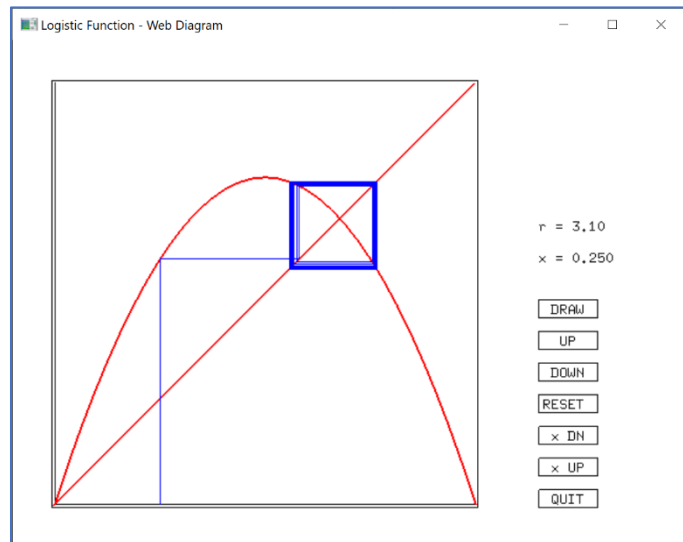 Logistic Function - Web Diagram
r = 3.10
x = 0.250
DRAW
UP
DOWN
RESET
x DN
x UP
QUIT